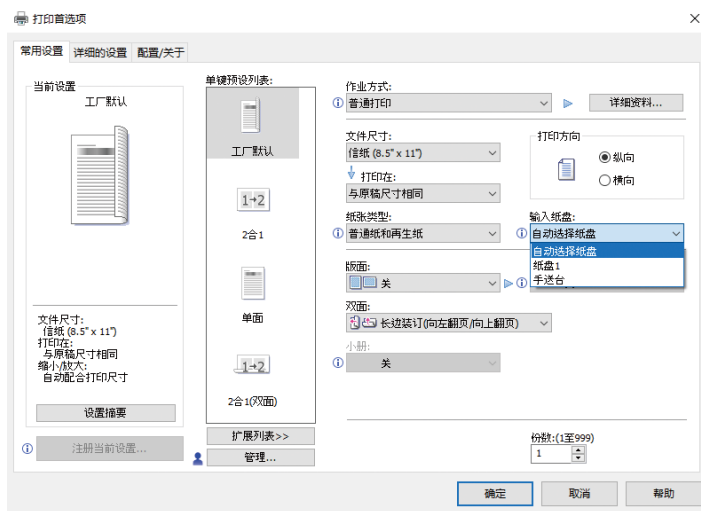 打印首选项
常用设置 详细的设置 配置/关于
当前设置
工厂默认
文件尺寸:
信纸 (8.5" x 11")
打印在:
与原稿尺寸相同
缩小/放大:
自动配合打印尺寸
设置摘要
注册当前设置...
单键预设列表:
工厂默认
1→2
2合1
单面
1→2
2合1(双面)
扩展列表>>
管理...
作业方式:
普通打印
详细资料...
文件尺寸:
信纸 (8.5" x 11")
打印在:
与原稿尺寸相同
打印方向
纵向
横向
纸张类型:
普通纸和再生纸
输入纸盘:
自动选择纸盘
自动选择纸盘
纸盘1
手送台
版面:
关
双面:
长边装订(向左翻页/向上翻页)
小册:
关
份数:(1至999)
1
确定 取消 帮助